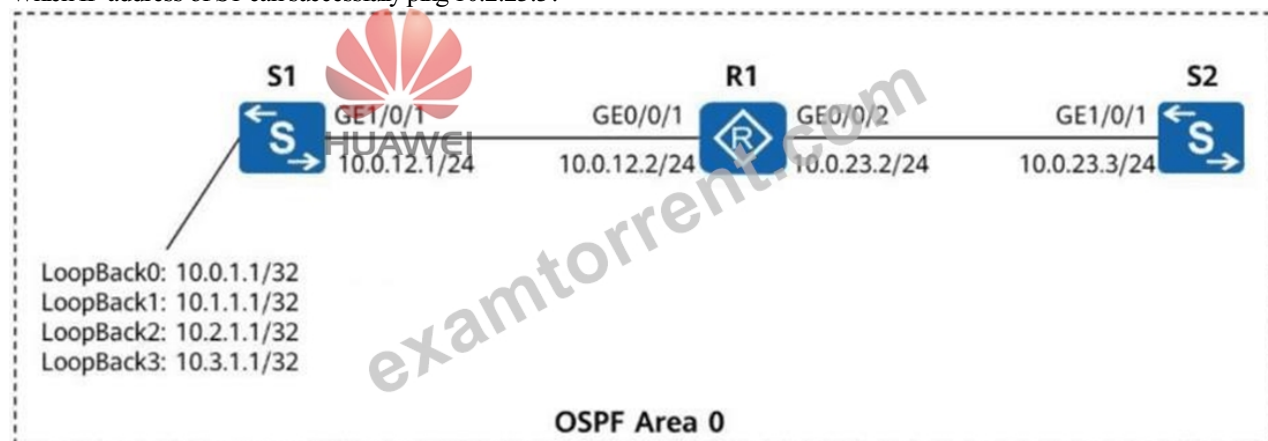 S1
R1
S2
GE1/0/1
GE0/0/1
GE0/0/2
GE1/0/1
HUAWEI
10.0.12.1/24
10.0.12.2/24
10.0.23.2/24
10.0.23.3/24
LoopBack0: 10.0.1.1/32
LoopBack1: 10.1.1.1/32
LoopBack2: 10.2.1.1/32
LoopBack3: 10.3.1.1/32
examtorrent.com
OSPF Area 0